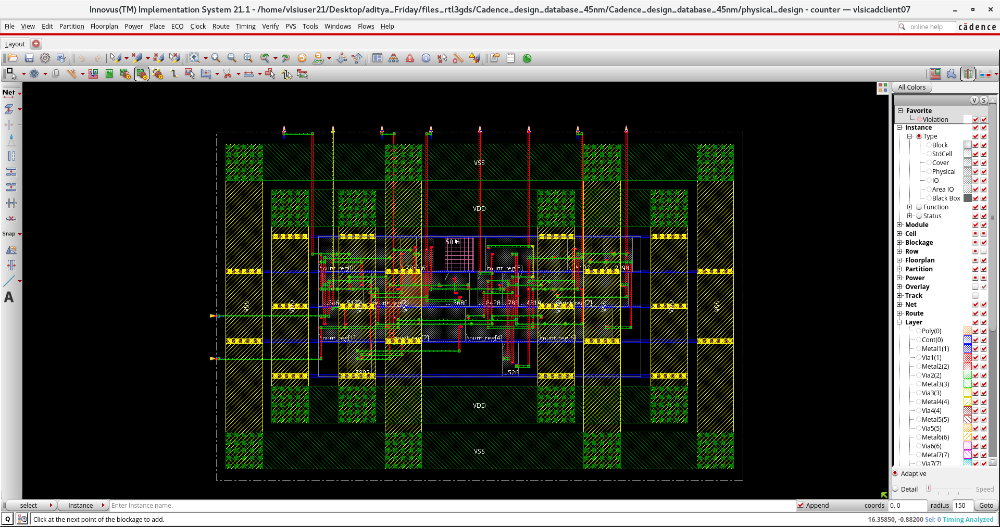 Innovus(TM) Implementation System 21.1 - /home/vlsiuser21/Desktop/aditya_Friday/files_rtl3gds/Cadence_design_database_45nm/Cadence_design_database_45nm/physical_design - counter — vlsicadclient07
File View Edit Partition Floorplan Power Place ECO Clock Route Timing Verify PVS Tools Windows Flows Help
online help
cādence
Layout
All Colors
Net
Snap
A
V S
Favorite
Violation
Instance
Type
Block
StdCell
Cover
Physical
IO
Area IO
Black Box
Function
Status
Module
Cell
Blockage
Row
Floorplan
Partition
Power
Overlay
Track
Net
Route
Layer
Poly(0)
Cont(0)
Metal1(1)
Via1(1)
Metal2(2)
Via2(2)
Metal3(3)
Via3(3)
Metal4(4)
Via4(4)
Metal5(5)
Via5(5)
Metal6(6)
Via6(6)
Metal7(7)
Via7(7)
VSS
VDD
50 %
count_reg[0]
count_reg[5]
count_reg[7]
count_reg[1]
count_reg[2]
count_reg[4]
count_reg[6]
...526
VDD
VSS
Adaptive
Detail
Speed
select
Instance
Enter Instance name.
Append
coords 0, 0
radius 150
Goto
Q
Click at the next point of the blockage to add.
16.35850, -0.88200 Sel: 0 Timing Analyzed